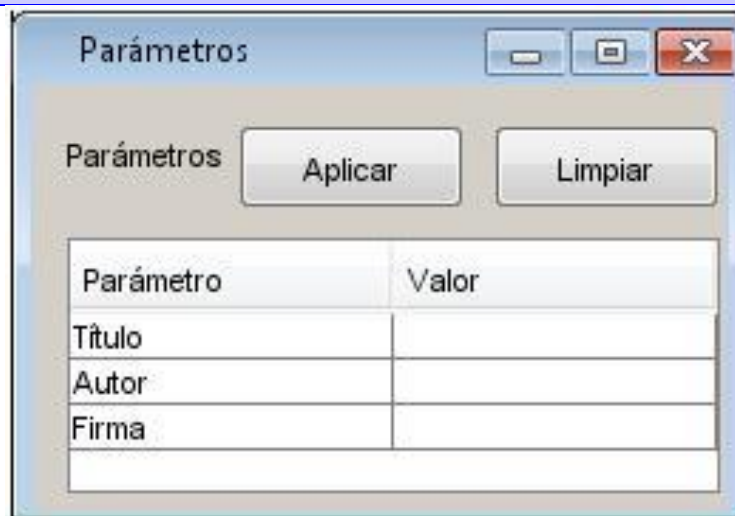 Parámetros
Parámetros Aplicar Limpiar
Parámetro Valor
Título
Autor
Firma